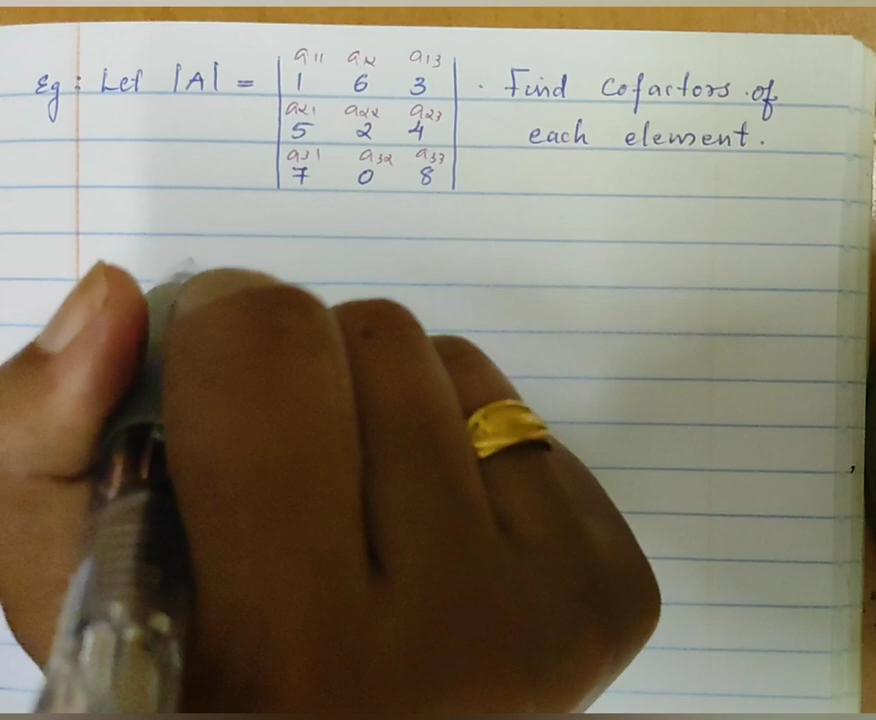 a11 a12 a13
Eg: Let |A| = | 1 6 3 | . Find cofactors of
a21 a22 a23
5 2 4 each element.
a31 a32 a33
7 0 8